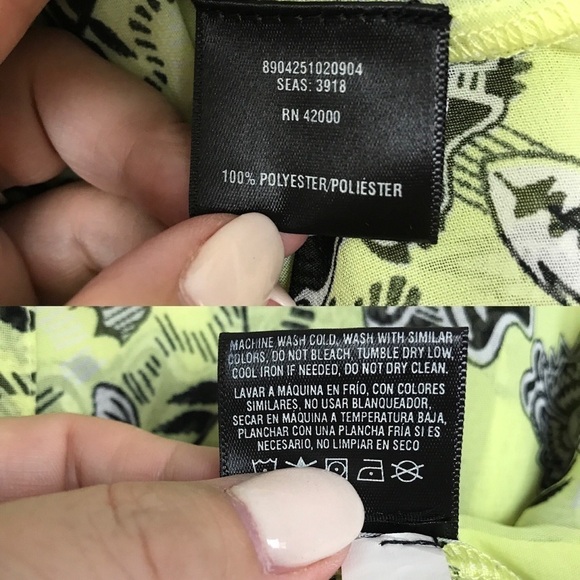 8904251020904
SEAS: 3918
RN 42000
100% POLYESTER/POLIÉSTER
MACHINE WASH COLD, WASH WITH SIMILAR
COLORS, DO NOT BLEACH, TUMBLE DRY LOW,
COOL IRON IF NEEDED, DO NOT DRY CLEAN.
LAVAR A MÁQUINA EN FRÍO, CON COLORES
SIMILARES, NO USAR BLANQUEADOR,
SECAR EN MÁQUINA A TEMPERATURA BAJA,
PLANCHAR CON UNA PLANCHA FRÍA SI ES
NECESARIO, NO LIMPIAR EN SECO